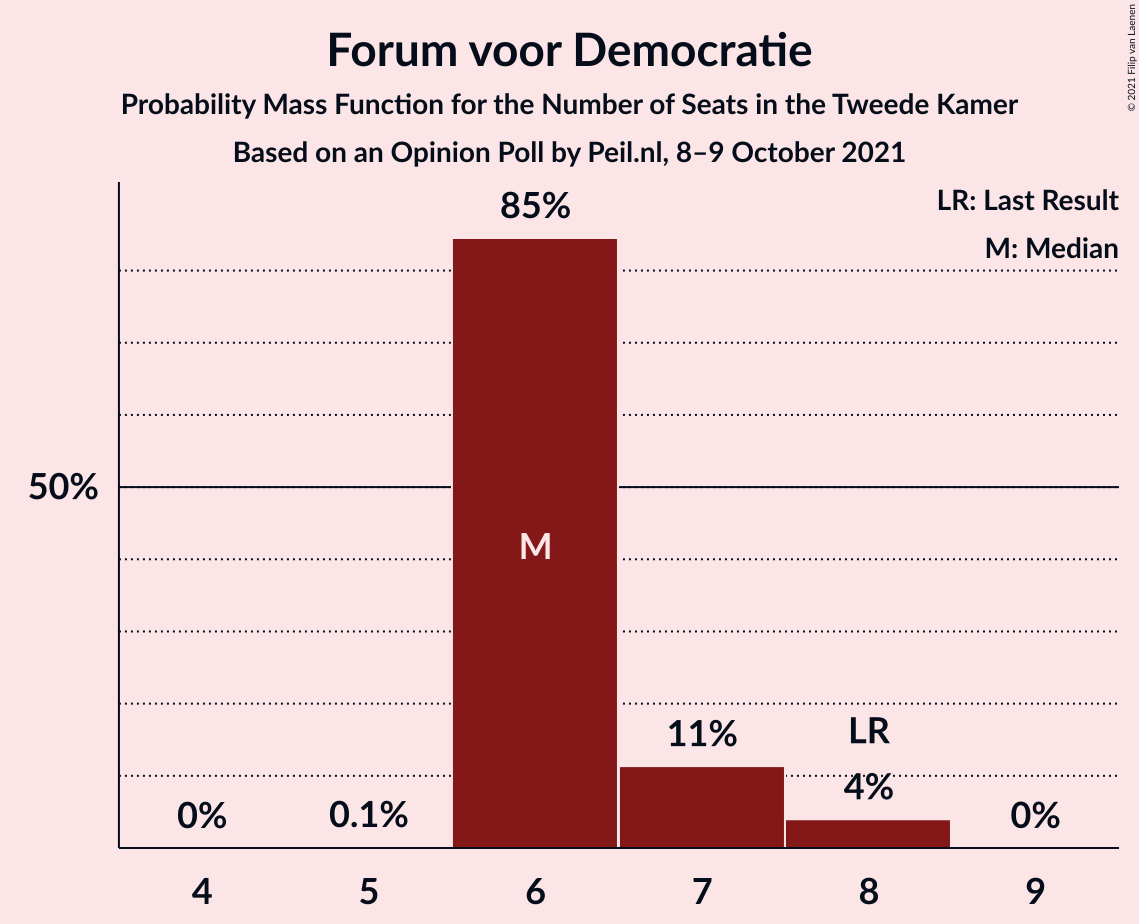 Forum voor Democratie
Probability Mass Function for the Number of Seats in the Tweede Kamer
Based on an Opinion Poll by Peil.nl, 8–9 October 2021
© 2021 Filip van Laenen
LR: Last Result
M: Median
85%
50%
M
11%
LR
4%
0%
0.1%
0%
4 5 6 7 8 9